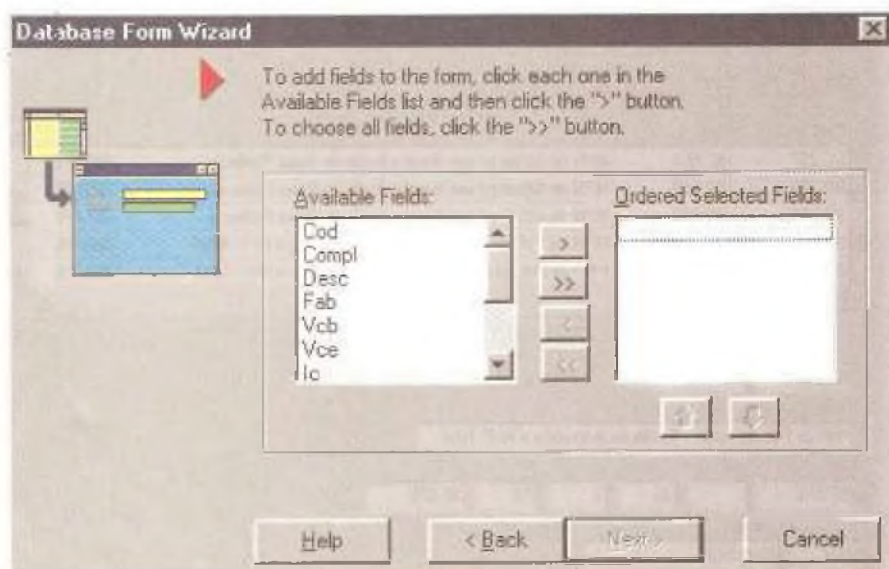 Database Form Wizard
To add fields to the form, click each one in the
Available Fields list and then click the ">" button.
To choose all fields, click the ">>" button.
Available Fields:
Ordered Selected Fields:
Cod
Compl
Desc
Fab
Vcb
Vce
Ic
>
>>
<
<<
Help
< Back
Next >
Cancel